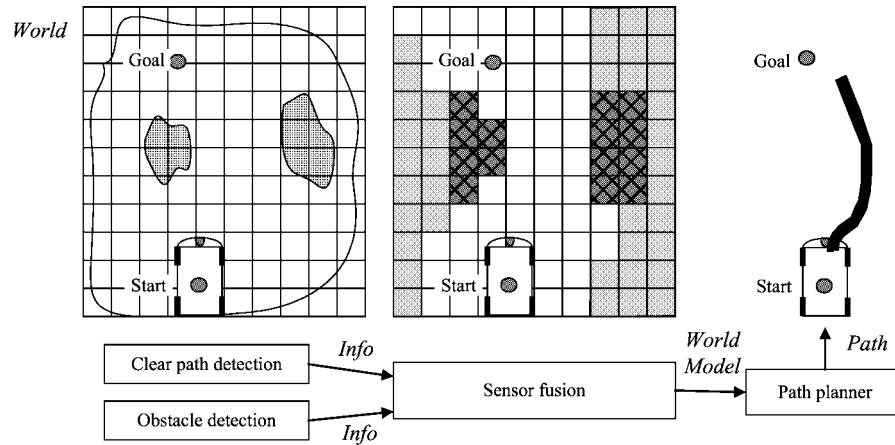 World
Goal
Goal
Goal
Start
Start
Start
Clear path detection
Info
Obstacle detection
Info
Sensor fusion
World
Model
Path planner
Path